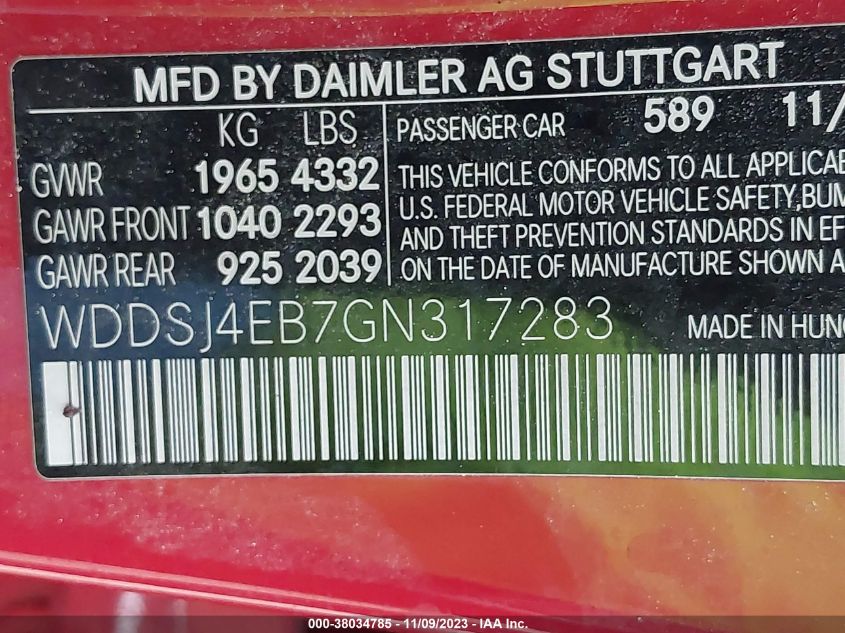 MFD BY DAIMLER AG STUTTGART
KG LBS PASSENGER CAR 589 11/
GVWR 1965 4332 THIS VEHICLE CONFORMS TO ALL APPLICABLE
GAWR FRONT 1040 2293 U.S. FEDERAL MOTOR VEHICLE SAFETY, BUM
GAWR REAR 925 2039 AND THEFT PREVENTION STANDARDS IN EF
ON THE DATE OF MANUFACTURE SHOWN A
WDDSJ4EB7GN317283 MADE IN HUNG
000-38034785 - 11/09/2023 - IAA Inc.